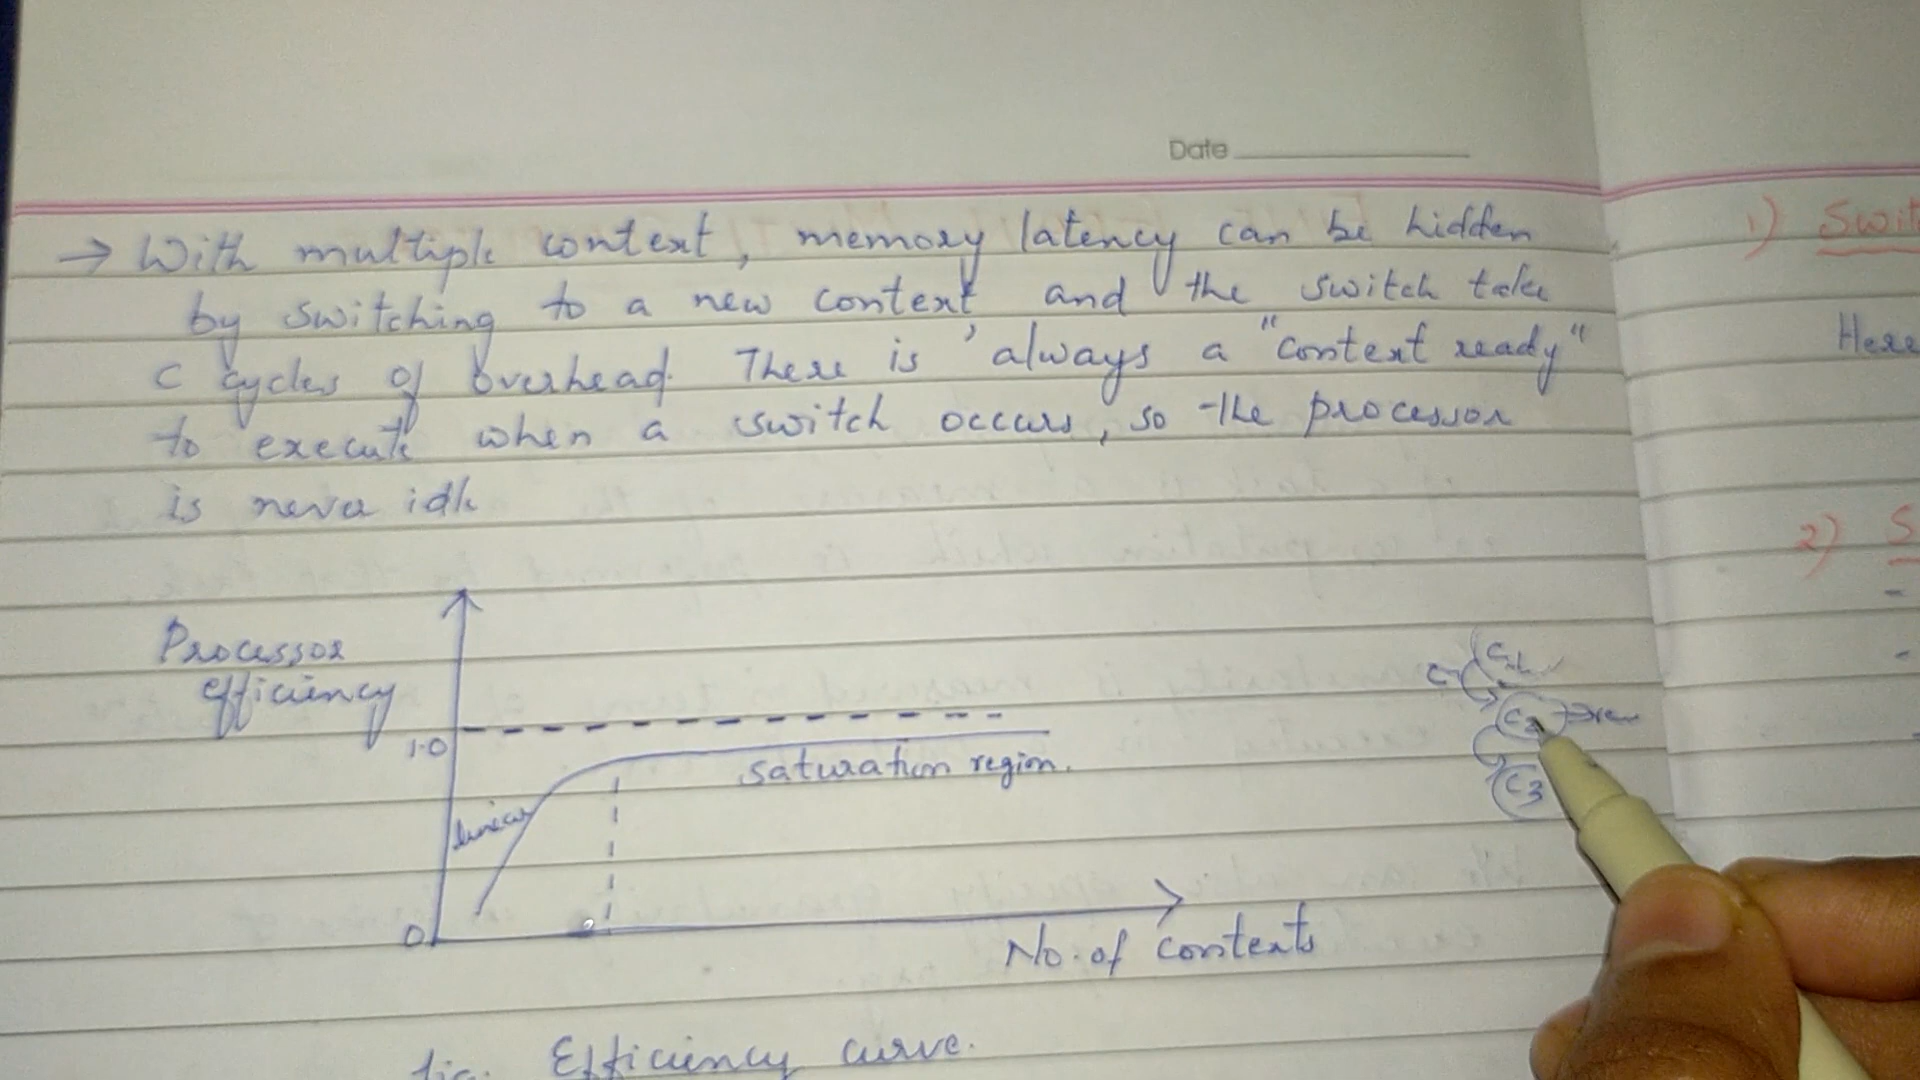 Date
→ With multiple context, memory latency can be hidden
by switching to a new context and the switch take
C cycles of overhead. There is always a "context ready"
to execute when a switch occurs, so the processor
is never idle
Processor
efficiency
1.0
saturation region.
linear
0
No. of contexts
fig. Efficiency curve.
C
C1
C2
C3
1) Swit
Here
2) S